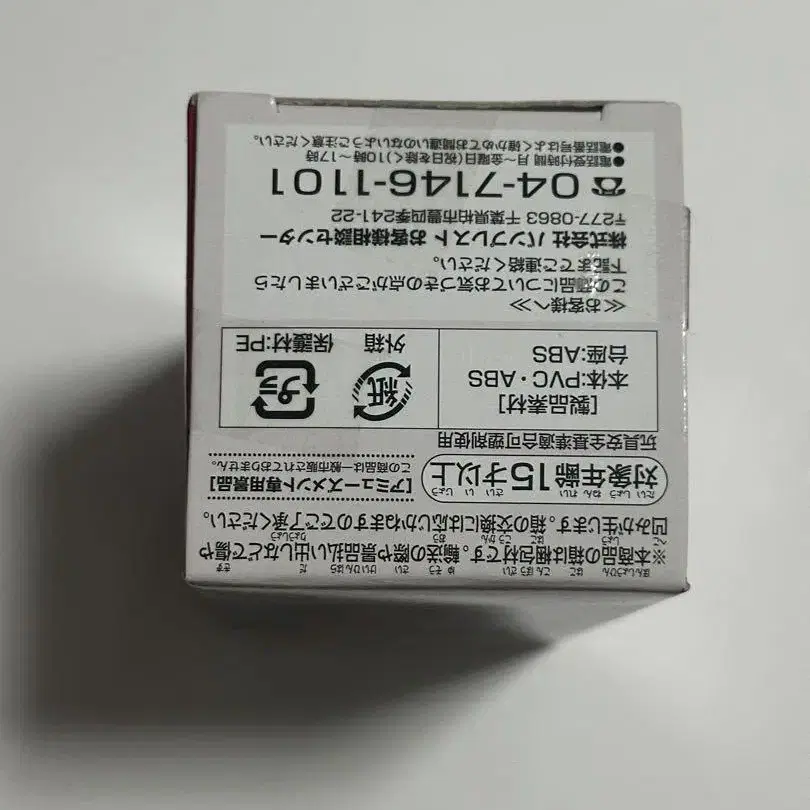 ※本商品の箱は梱包材です。輸送の際や景品払い出しなどで傷や
凹みが生じます。箱の交換には応じかねますのでご了承ください。
対象年齢15才以上
[アミューズメント専用景品]
この商品は一般市販されておりません。
玩具安全基準適合可塑剤使用
[製品素材]
本体:PVC・ABS
台座:ABS
紙
外箱
プラ
保護材:PE
≪お客様へ≫
この商品についてお気づきの点がございましたら
下記までご連絡ください。
株式会社 バンプレスト お客様相談センター
〒277-0863 千葉県柏市豊四季241-22
☎04-7146-1101
●電話受付時間 月~金曜日(祝日を除く)10時~17時
●電話番号はよく確かめてお間違いのないようご注意ください。